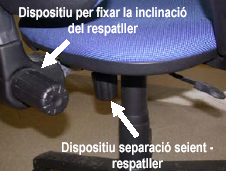 Dispositiu per fixar la inclinació
del respatller
Dispositiu separació seient -
respatller